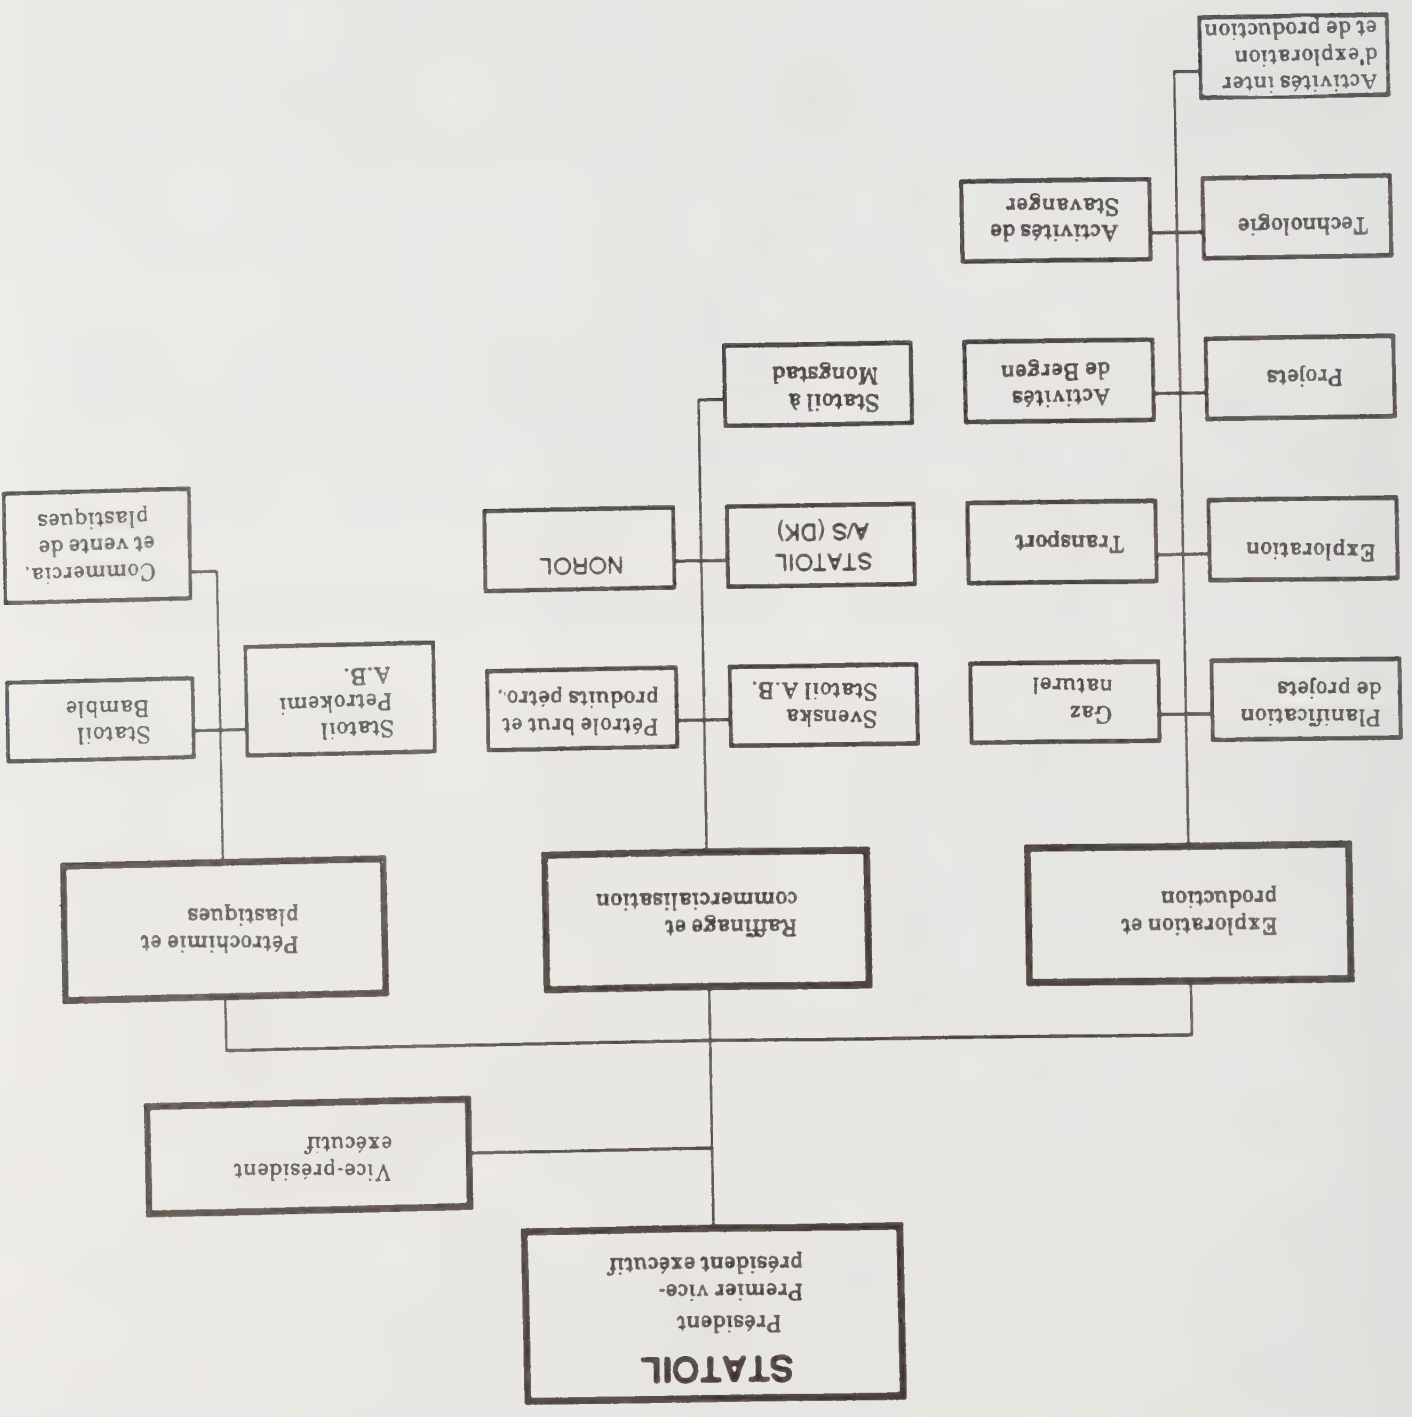 STATOIL
Président
Premier vice-
président exécutif
Vice-président
exécutif
Exploration et
production
Raffinage et
commercialisation
Pétrochimie et
plastiques
Planification
de projets
Gaz
naturel
Exploration
Transport
Projets
Activités
de Bergen
Technologie
Activités de
Stavanger
Activités inter
d'exploration
et de production
Svenska
Statoil A.B.
Pétrole brut et
produits pétro.
STATOIL
A/S (DK)
NOROL
Statoil à
Mongstad
Statoil
Petrokemi
A.B.
Statoil
Bamble
Commercia.
et vente de
plastiques